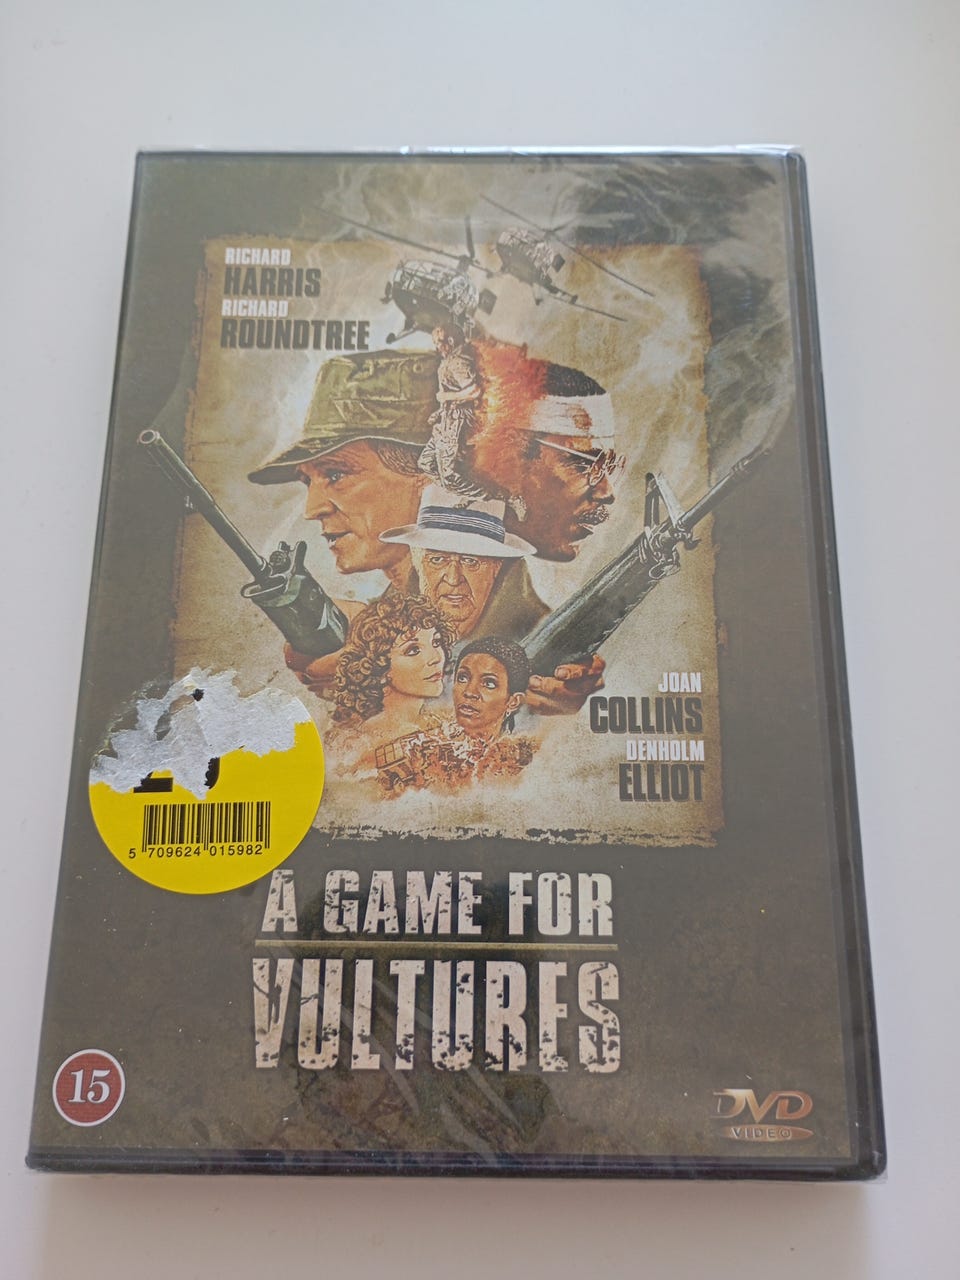 RICHARD
HARRIS
RICHARD
ROUNDTREE
JOAN
COLLINS
DENHOLM
ELLIOT
5 709624 015982
A GAME FOR
VULTURES
15
DVD
VIDEO